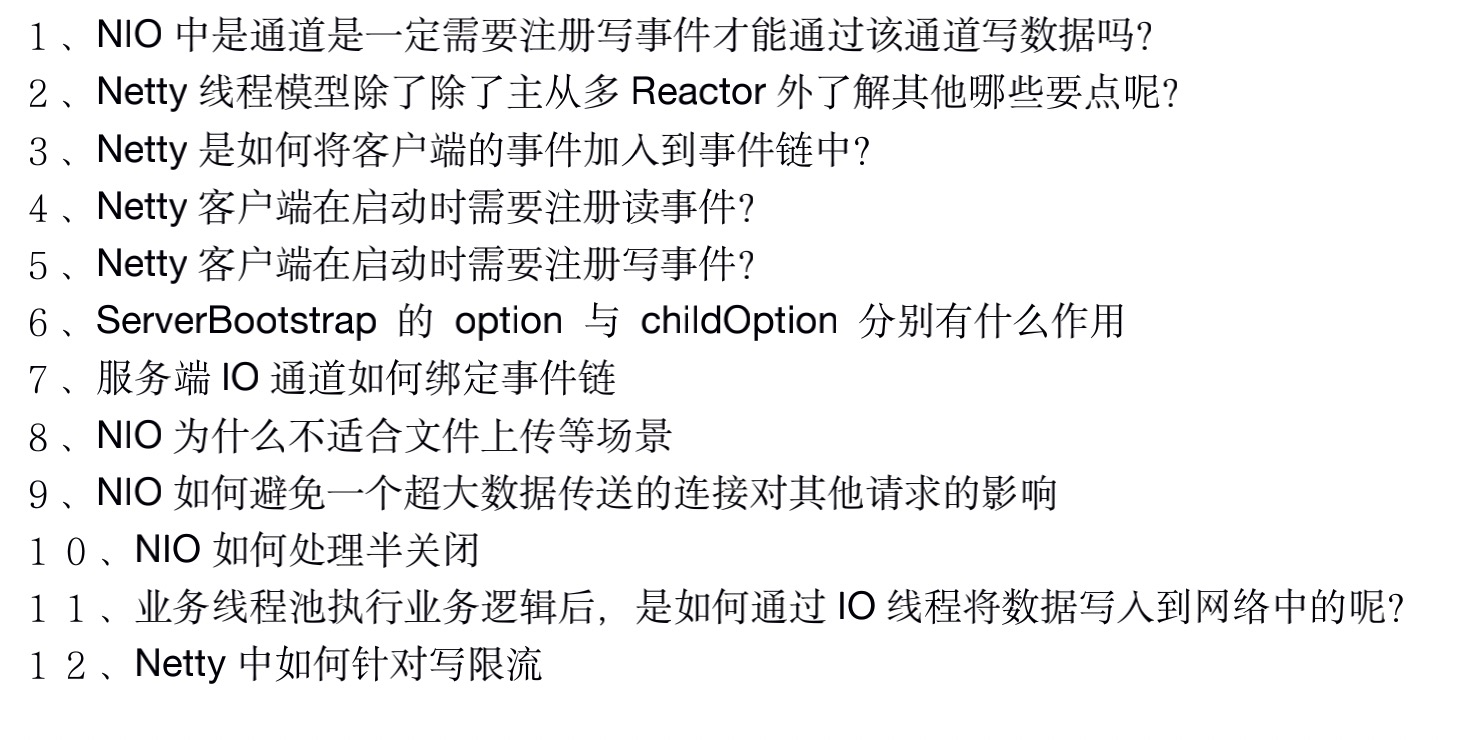 1、NIO 中是通道是一定需要注册写事件才能通过该通道写数据吗?
2、Netty 线程模型除了除了主从多 Reactor 外了解其他哪些要点呢?
3、Netty 是如何将客户端的事件加入到事件链中?
4、Netty 客户端在启动时需要注册读事件?
5、Netty 客户端在启动时需要注册写事件?
6、ServerBootstrap 的 option 与 childOption 分别有什么作用
7、服务端 IO 通道如何绑定事件链
8、NIO 为什么不适合文件上传等场景
9、NIO 如何避免一个超大数据传送的连接对其他请求的影响
10、NIO 如何处理半关闭
11、业务线程池执行业务逻辑后，是如何通过 IO 线程将数据写入到网络中的呢?
12、Netty 中如何针对写限流